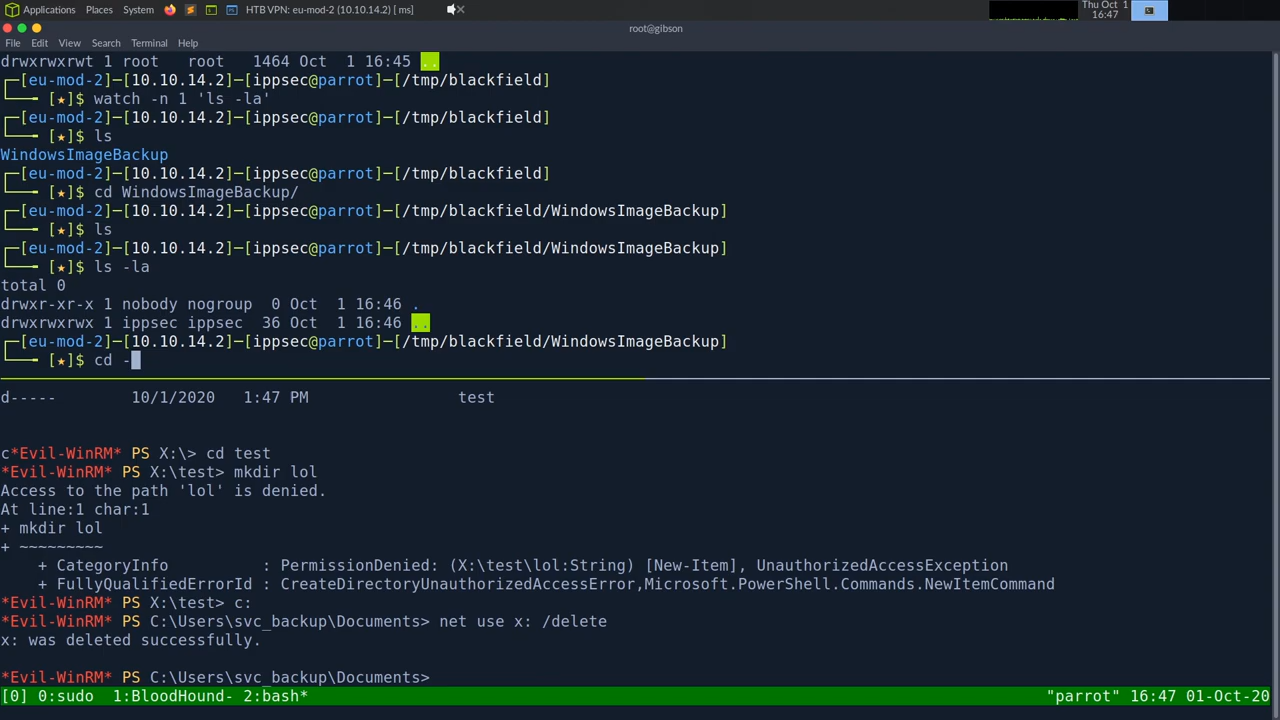 Applications Places System HTB VPN: eu-mod-2 (10.10.14.2) [ ms] Thu Oct 1
16:47
root@gibson
File Edit View Search Terminal Help
drwxrwxrwt 1 root   root   1464 Oct  1 16:45 ..
┌─[eu-mod-2]─[10.10.14.2]─[ippsec@parrot]─[/tmp/blackfield]
└──╼ [★]$ watch -n 1 'ls -la'
┌─[eu-mod-2]─[10.10.14.2]─[ippsec@parrot]─[/tmp/blackfield]
└──╼ [★]$ ls
WindowsImageBackup
┌─[eu-mod-2]─[10.10.14.2]─[ippsec@parrot]─[/tmp/blackfield]
└──╼ [★]$ cd WindowsImageBackup/
┌─[eu-mod-2]─[10.10.14.2]─[ippsec@parrot]─[/tmp/blackfield/WindowsImageBackup]
└──╼ [★]$ ls
┌─[eu-mod-2]─[10.10.14.2]─[ippsec@parrot]─[/tmp/blackfield/WindowsImageBackup]
└──╼ [★]$ ls -la
total 0
drwxr-xr-x 1 nobody nogroup  0 Oct  1 16:46 .
drwxrwxrwx 1 ippsec ippsec  36 Oct  1 16:46 ..
┌─[eu-mod-2]─[10.10.14.2]─[ippsec@parrot]─[/tmp/blackfield/WindowsImageBackup]
└──╼ [★]$ cd -
d-----        10/1/2020   1:47 PM                test
c*Evil-WinRM* PS X:\> cd test
*Evil-WinRM* PS X:\test> mkdir lol
Access to the path 'lol' is denied.
At line:1 char:1
+ mkdir lol
+ ~~~~~~~~~
    + CategoryInfo          : PermissionDenied: (X:\test\lol:String) [New-Item], UnauthorizedAccessException
    + FullyQualifiedErrorId : CreateDirectoryUnauthorizedAccessError,Microsoft.PowerShell.Commands.NewItemCommand
*Evil-WinRM* PS X:\test> c:
*Evil-WinRM* PS C:\Users\svc_backup\Documents> net use x: /delete
x: was deleted successfully.
*Evil-WinRM* PS C:\Users\svc_backup\Documents>
[0] 0:sudo  1:BloodHound- 2:bash* "parrot" 16:47 01-Oct-20